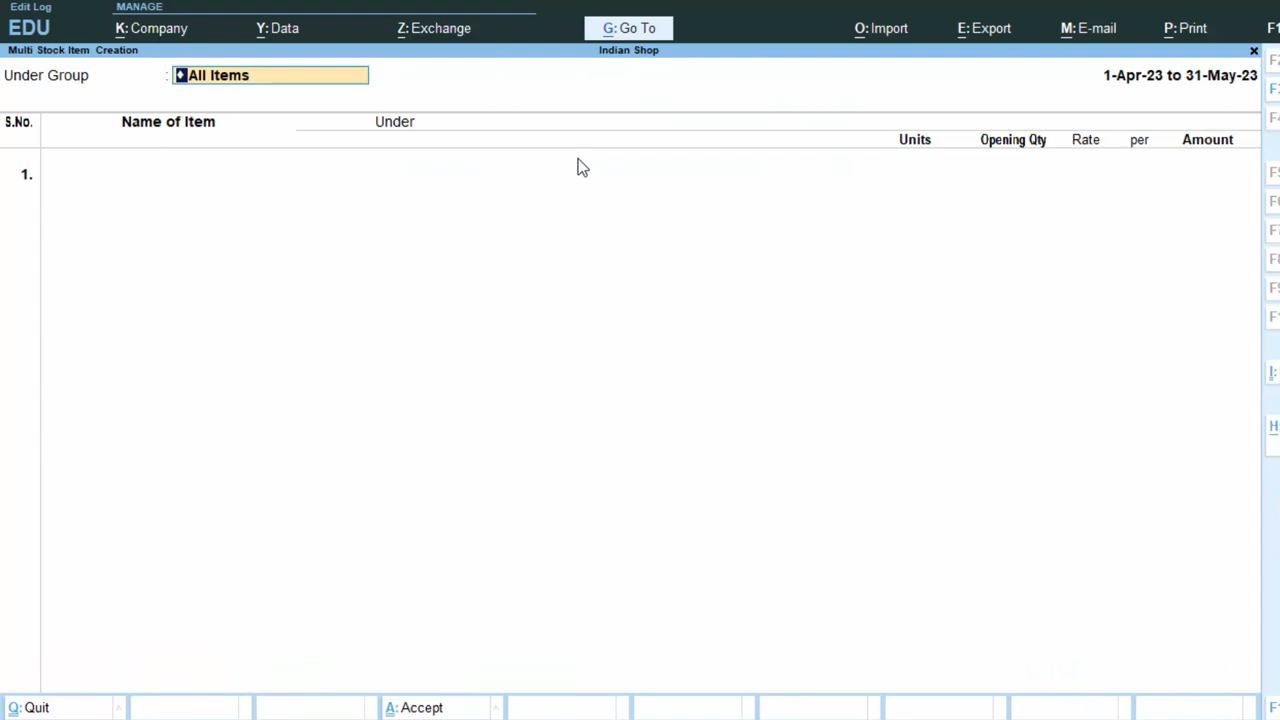 Edit Log MANAGE
EDU K: Company Y: Data Z: Exchange G: Go To O: Import E: Export M: E-mail P: Print F1
Multi Stock Item Creation Indian Shop ×
Under Group : ♦All Items 1-Apr-23 to 31-May-23
S.No. Name of Item Under
Units Opening Qty Rate per Amount
1.
Q: Quit A: Accept
I:
H: